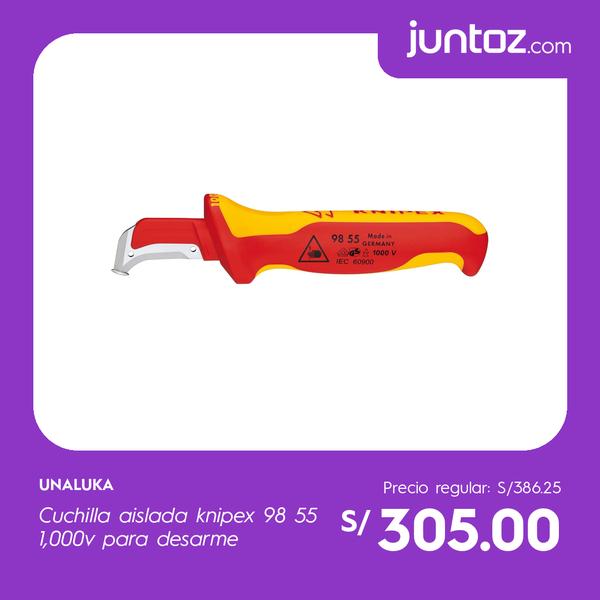 juntoz.com
KNIPEX
98 55 Made in
GERMANY
1000 V
IEC 60900
UNALUKA
Cuchilla aislada knipex 98 55
1,000v para desarme
Precio regular: S/386.25
S/305.00